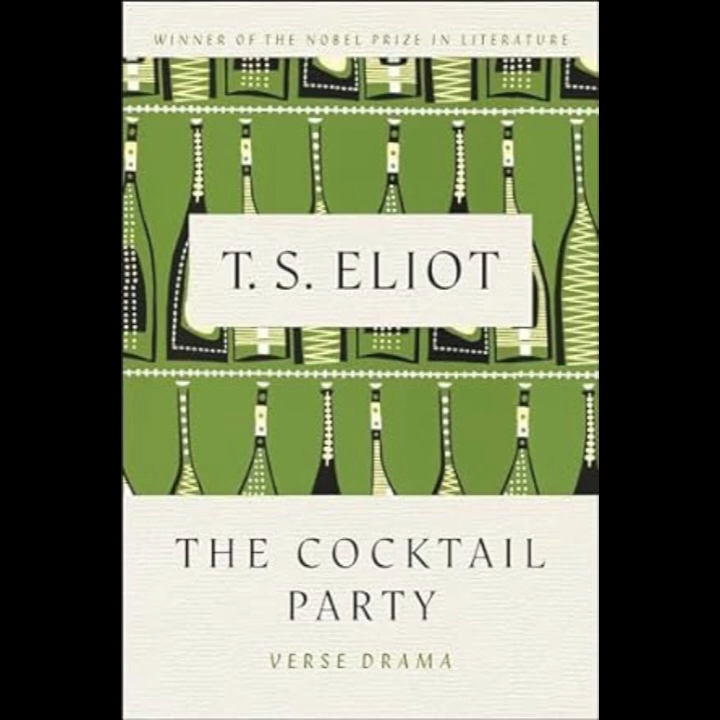 WINNER OF THE NOBEL PRIZE IN LITERATURE
T. S. ELIOT
THE COCKTAIL
PARTY
VERSE DRAMA